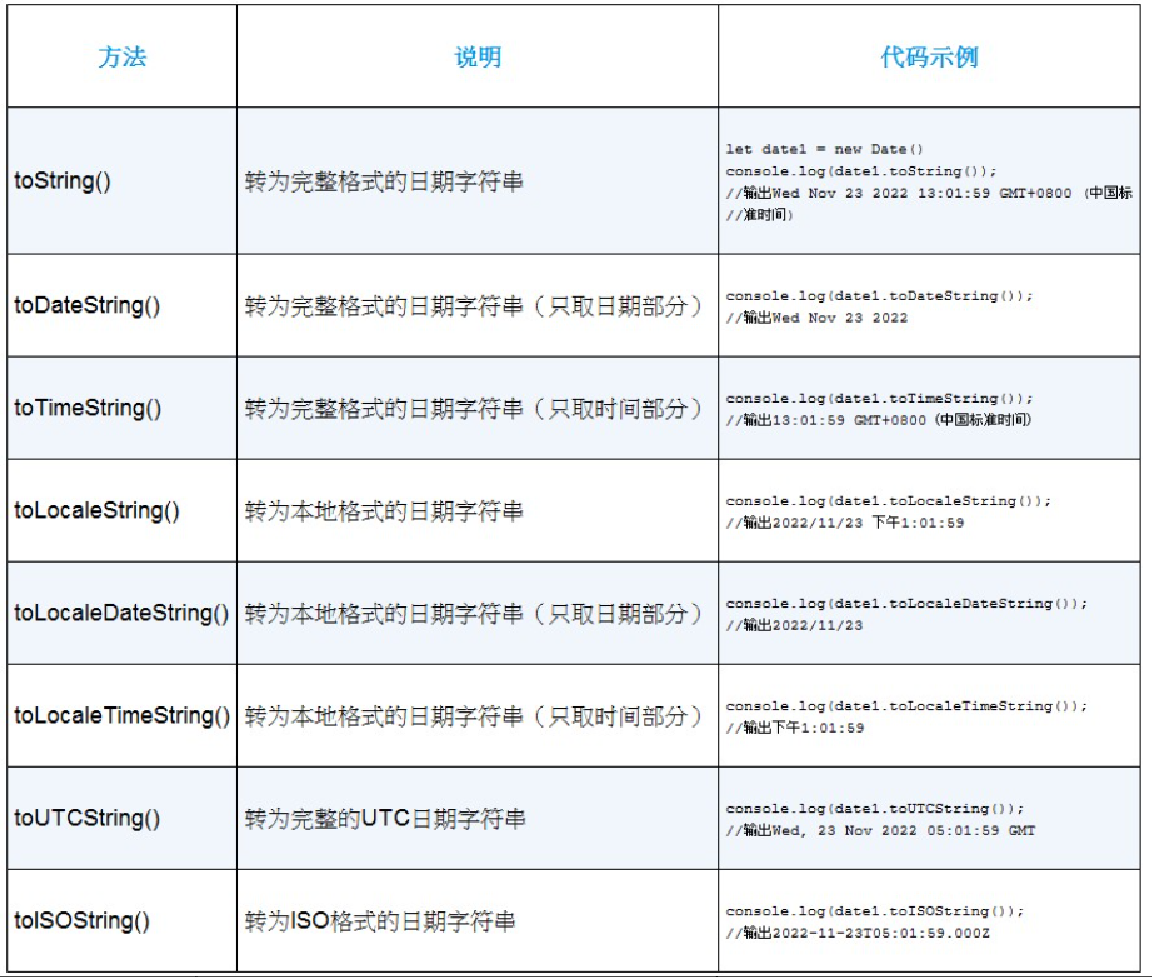 方法 说明 代码示例
let date1 = new Date()
console.log(date1.toString());
toString() 转为完整格式的日期字符串
//输出Wed Nov 23 2022 13:01:59 GMT+0800 (中国标
//准时间)
console.log(date1.toDateString());
toDateString() 转为完整格式的日期字符串（只取日期部分）
//输出Wed Nov 23 2022
console.log(date1.toTimeString());
toTimeString() 转为完整格式的日期字符串（只取时间部分）
//输出13:01:59 GMT+0800 (中国标准时间)
console.log(date1.toLocaleString());
toLocaleString() 转为本地格式的日期字符串
//输出2022/11/23 下午1:01:59
console.log(date1.toLocaleDateString());
toLocaleDateString() 转为本地格式的日期字符串（只取日期部分）
//输出2022/11/23
console.log(date1.toLocaleTimeString());
toLocaleTimeString() 转为本地格式的日期字符串（只取时间部分）
//输出下午1:01:59
console.log(date1.toUTCString());
toUTCString() 转为完整的UTC日期字符串
//输出Wed, 23 Nov 2022 05:01:59 GMT
console.log(date1.toISOString());
toISOString() 转为ISO格式的日期字符串
//输出2022-11-23T05:01:59.000Z